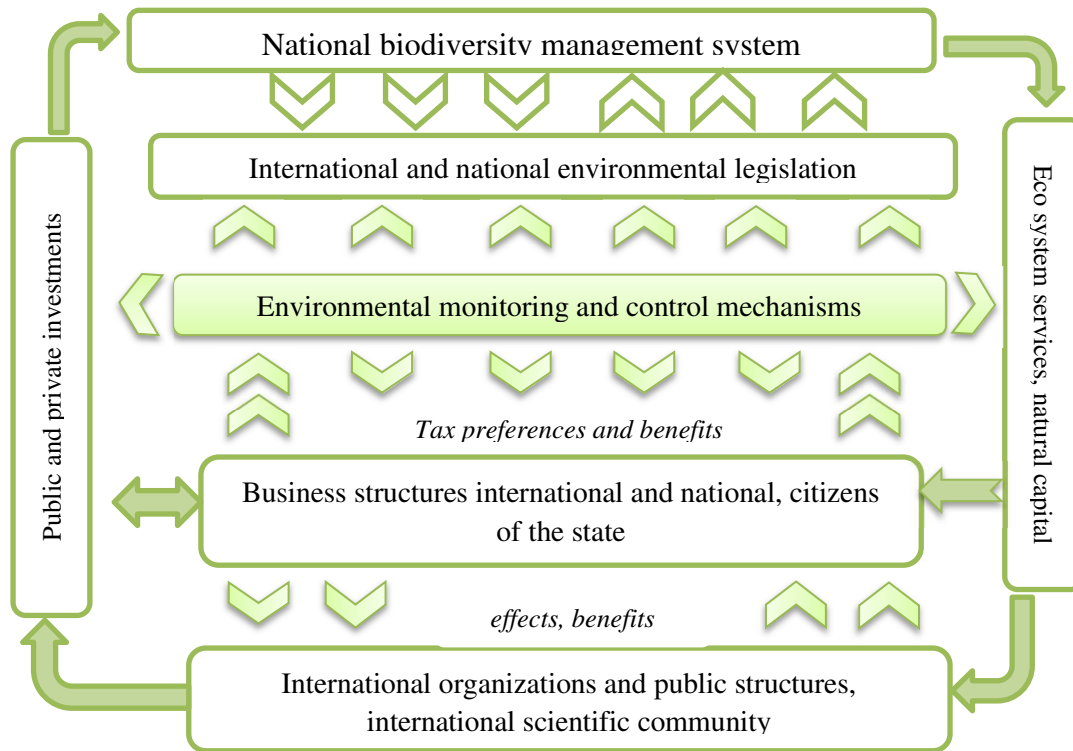 National biodiversity management system
International and national environmental legislation
Public and private investments
Eco system services, natural capital
Environmental monitoring and control mechanisms
Tax preferences and benefits
Business structures international and national, citizens
of the state
effects, benefits
International organizations and public structures,
international scientific community